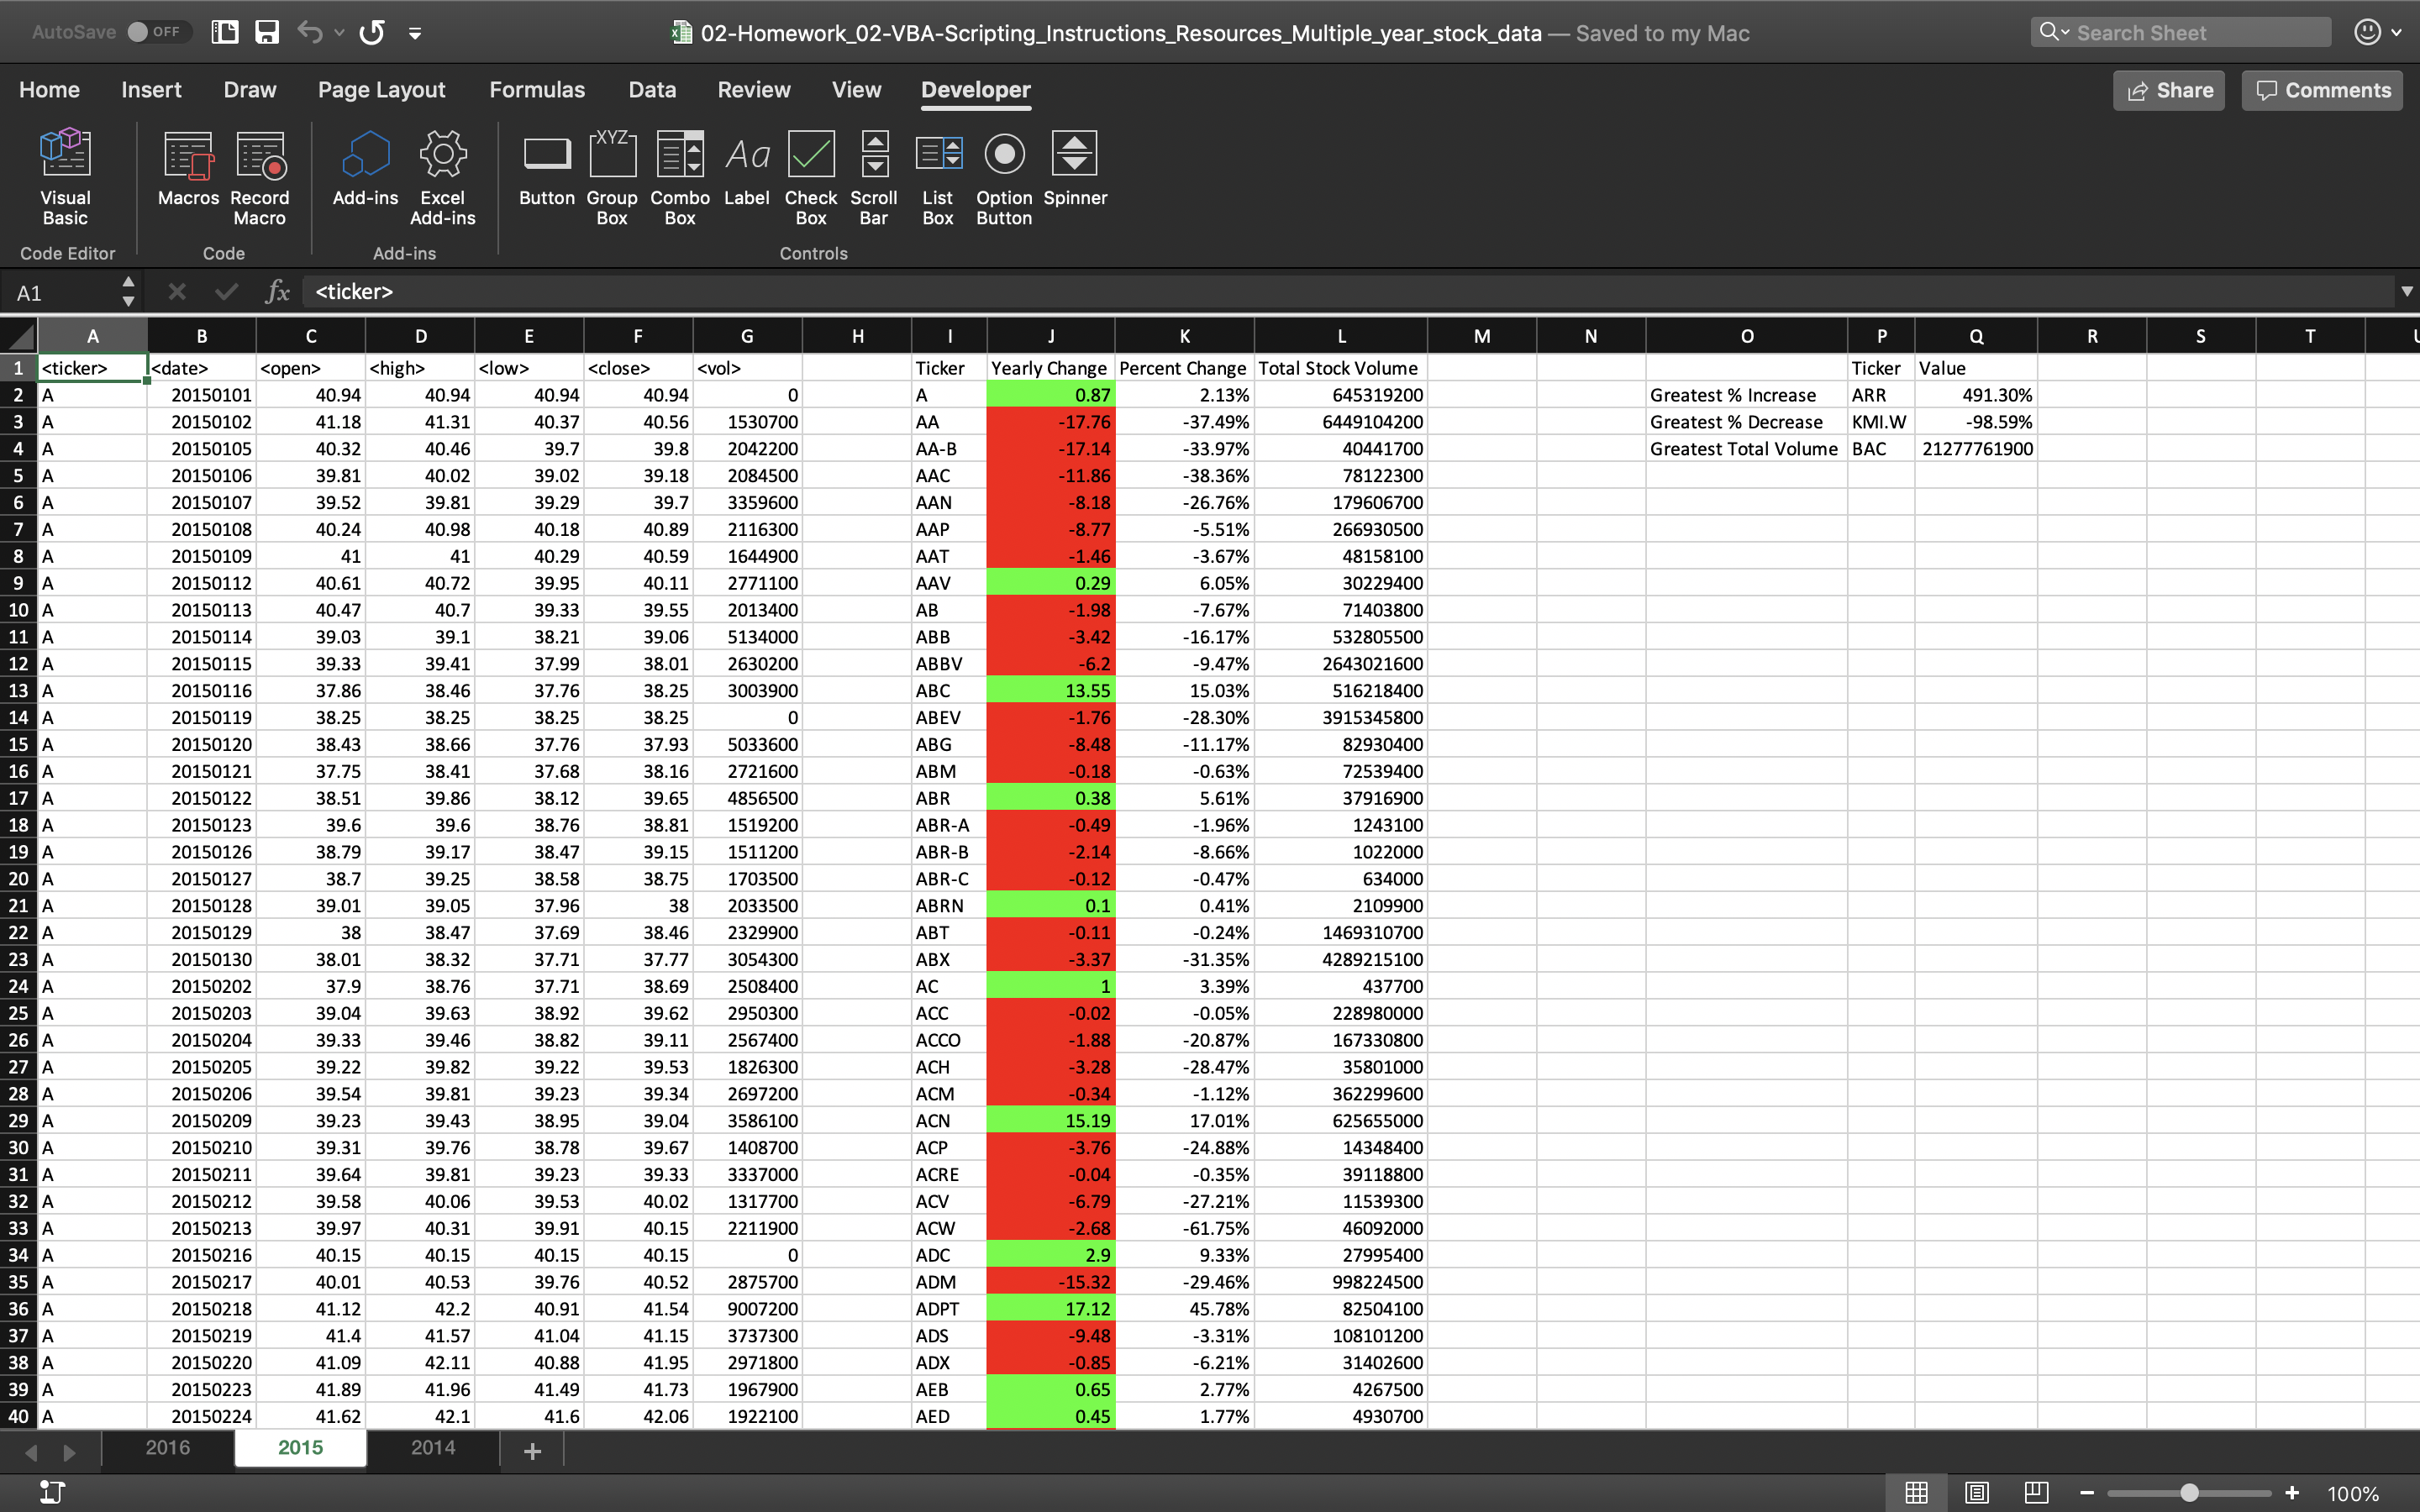 AutoSave OFF 02-Homework_02-VBA-Scripting_Instructions_Resources_Multiple_year_stock_data — Saved to my Mac Search Sheet
Home Insert Draw Page Layout Formulas Data Review View Developer Share Comments
XYZ Aa
Visual Basic Macros Record Macro Add-ins Excel Add-ins Button Group Box Combo Box Label Check Box Scroll Bar List Box Option Button Spinner
Code Editor Code Add-ins Controls
A1 fx <ticker>
A B C D E F G H I J K L M N O P Q R S T
1 <ticker> <date> <open> <high> <low> <close> <vol> Ticker Yearly Change Percent Change Total Stock Volume Ticker Value
2 A 20150101 40.94 40.94 40.94 40.94 0 A 0.87 2.13% 645319200 Greatest % Increase ARR 491.30%
3 A 20150102 41.18 41.31 40.37 40.56 1530700 AA -17.76 -37.49% 6449104200 Greatest % Decrease KMI.W -98.59%
4 A 20150105 40.32 40.46 39.7 39.8 2042200 AA-B -17.14 -33.97% 40441700 Greatest Total Volume BAC 21277761900
5 A 20150106 39.81 40.02 39.02 39.18 2084500 AAC -11.86 -38.36% 78122300
6 A 20150107 39.52 39.81 39.29 39.7 3359600 AAN -8.18 -26.76% 179606700
7 A 20150108 40.24 40.98 40.18 40.89 2116300 AAP -8.77 -5.51% 266930500
8 A 20150109 41 41 40.29 40.59 1644900 AAT -1.46 -3.67% 48158100
9 A 20150112 40.61 40.72 39.95 40.11 2771100 AAV 0.29 6.05% 30229400
10 A 20150113 40.47 40.7 39.33 39.55 2013400 AB -1.98 -7.67% 71403800
11 A 20150114 39.03 39.1 38.21 39.06 5134000 ABB -3.42 -16.17% 532805500
12 A 20150115 39.33 39.41 37.99 38.01 2630200 ABBV -6.2 -9.47% 2643021600
13 A 20150116 37.86 38.46 37.76 38.25 3003900 ABC 13.55 15.03% 516218400
14 A 20150119 38.25 38.25 38.25 38.25 0 ABEV -1.76 -28.30% 3915345800
15 A 20150120 38.43 38.66 37.76 37.93 5033600 ABG -8.48 -11.17% 82930400
16 A 20150121 37.75 38.41 37.68 38.16 2721600 ABM -0.18 -0.63% 72539400
17 A 20150122 38.51 39.86 38.12 39.65 4856500 ABR 0.38 5.61% 37916900
18 A 20150123 39.6 39.6 38.76 38.81 1519200 ABR-A -0.49 -1.96% 1243100
19 A 20150126 38.79 39.17 38.47 39.15 1511200 ABR-B -2.14 -8.66% 1022000
20 A 20150127 38.7 39.25 38.58 38.75 1703500 ABR-C -0.12 -0.47% 634000
21 A 20150128 39.01 39.05 37.96 38 2033500 ABRN 0.1 0.41% 2109900
22 A 20150129 38 38.47 37.69 38.46 2329900 ABT -0.11 -0.24% 1469310700
23 A 20150130 38.01 38.32 37.71 37.77 3054300 ABX -3.37 -31.35% 4289215100
24 A 20150202 37.9 38.76 37.71 38.69 2508400 AC 1 3.39% 437700
25 A 20150203 39.04 39.63 38.92 39.62 2950300 ACC -0.02 -0.05% 228980000
26 A 20150204 39.33 39.46 38.82 39.11 2567400 ACCO -1.88 -20.87% 167330800
27 A 20150205 39.22 39.82 39.22 39.53 1826300 ACH -3.28 -28.47% 35801000
28 A 20150206 39.54 39.81 39.23 39.34 2697200 ACM -0.34 -1.12% 362299600
29 A 20150209 39.23 39.43 38.95 39.04 3586100 ACN 15.19 17.01% 625655000
30 A 20150210 39.31 39.76 38.78 39.67 1408700 ACP -3.76 -24.88% 14348400
31 A 20150211 39.64 39.81 39.23 39.33 3337000 ACRE -0.04 -0.35% 39118800
32 A 20150212 39.58 40.06 39.53 40.02 1317700 ACV -6.79 -27.21% 11539300
33 A 20150213 39.97 40.31 39.91 40.15 2211900 ACW -2.68 -61.75% 46092000
34 A 20150216 40.15 40.15 40.15 40.15 0 ADC 2.9 9.33% 27995400
35 A 20150217 40.01 40.53 39.76 40.52 2875700 ADM -15.32 -29.46% 998224500
36 A 20150218 41.12 42.2 40.91 41.54 9007200 ADPT 17.12 45.78% 82504100
37 A 20150219 41.4 41.57 41.04 41.15 3737300 ADS -9.48 -3.31% 108101200
38 A 20150220 41.09 42.11 40.88 41.95 2971800 ADX -0.85 -6.21% 31402600
39 A 20150223 41.89 41.96 41.49 41.73 1967900 AEB 0.65 2.77% 4267500
40 A 20150224 41.62 42.1 41.6 42.06 1922100 AED 0.45 1.77% 4930700
2016 2015 2014 +
100%